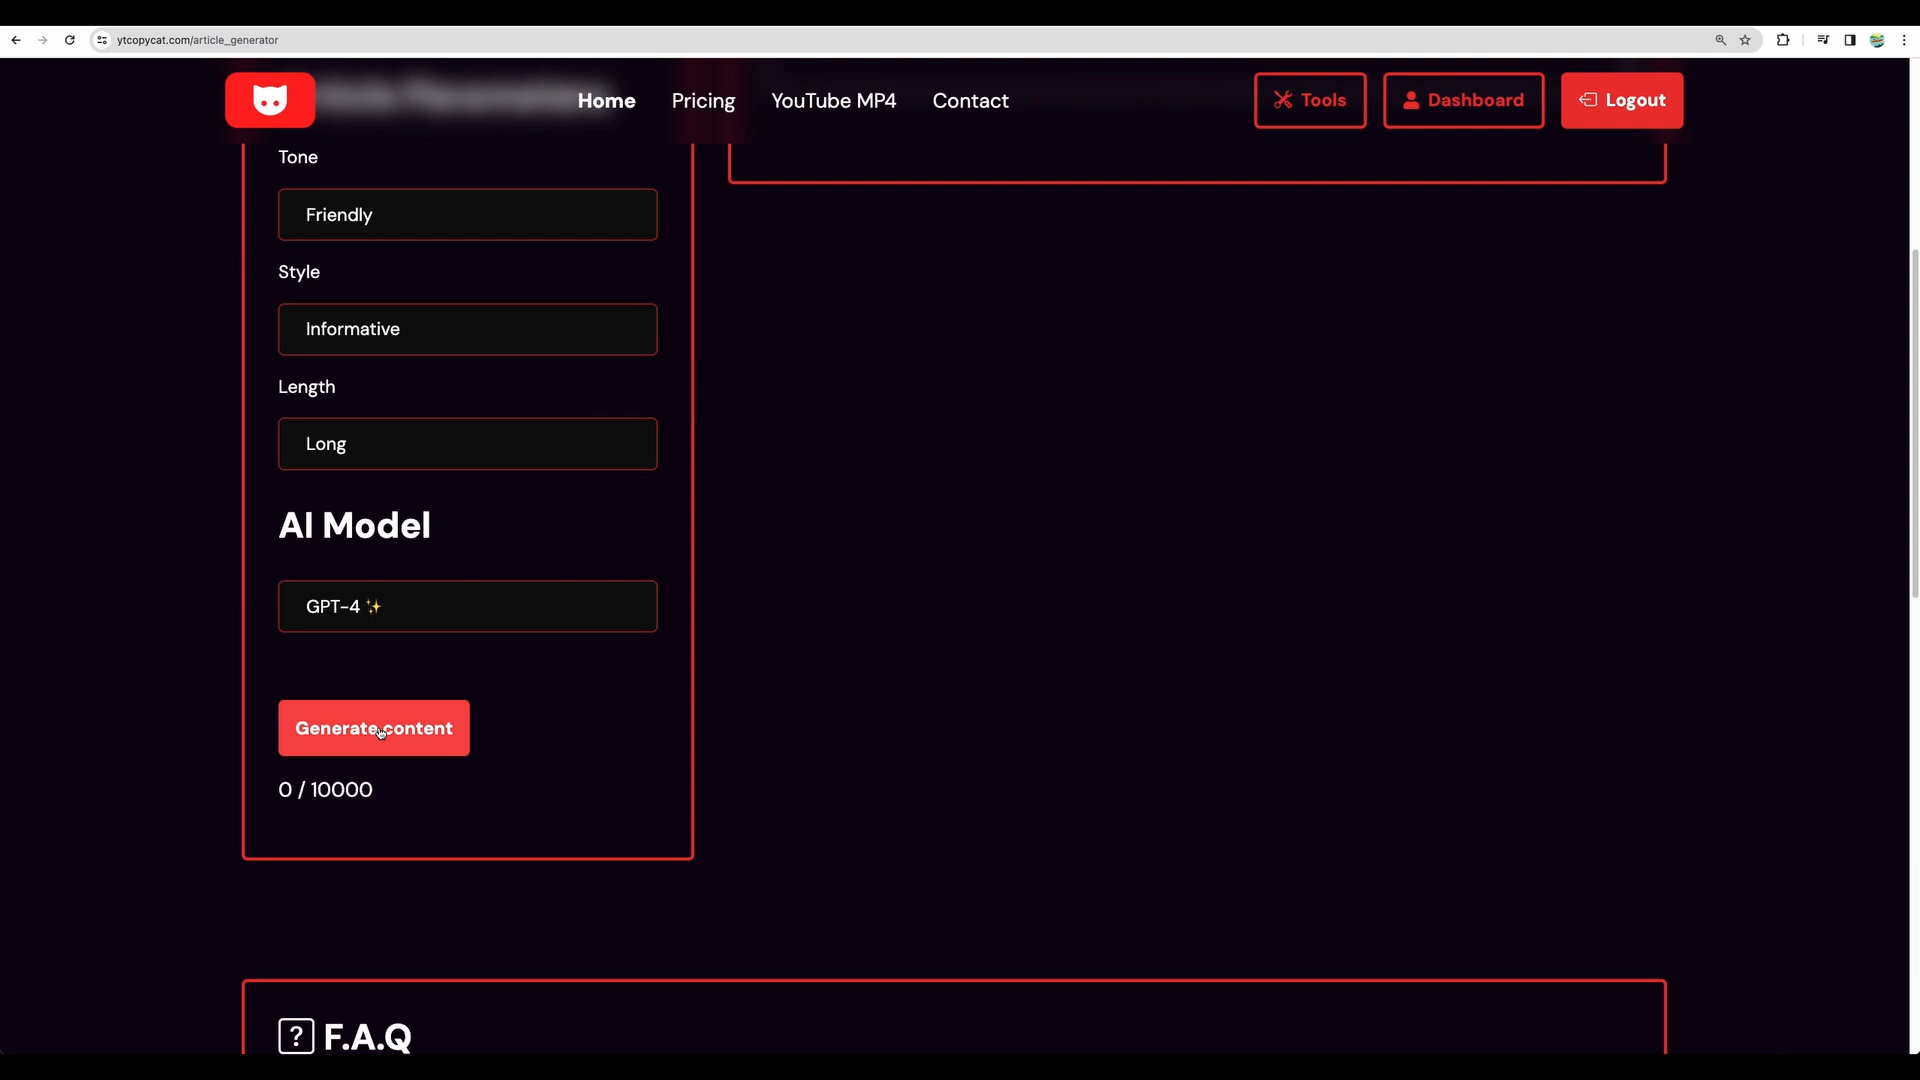 ytcopycat.com/article_generator
Home Pricing YouTube MP4 Contact Tools Dashboard Logout
Tone
Friendly
Style
Informative
Length
Long
AI Model
GPT-4 ✨
Generate content
0 / 10000
? F.A.Q